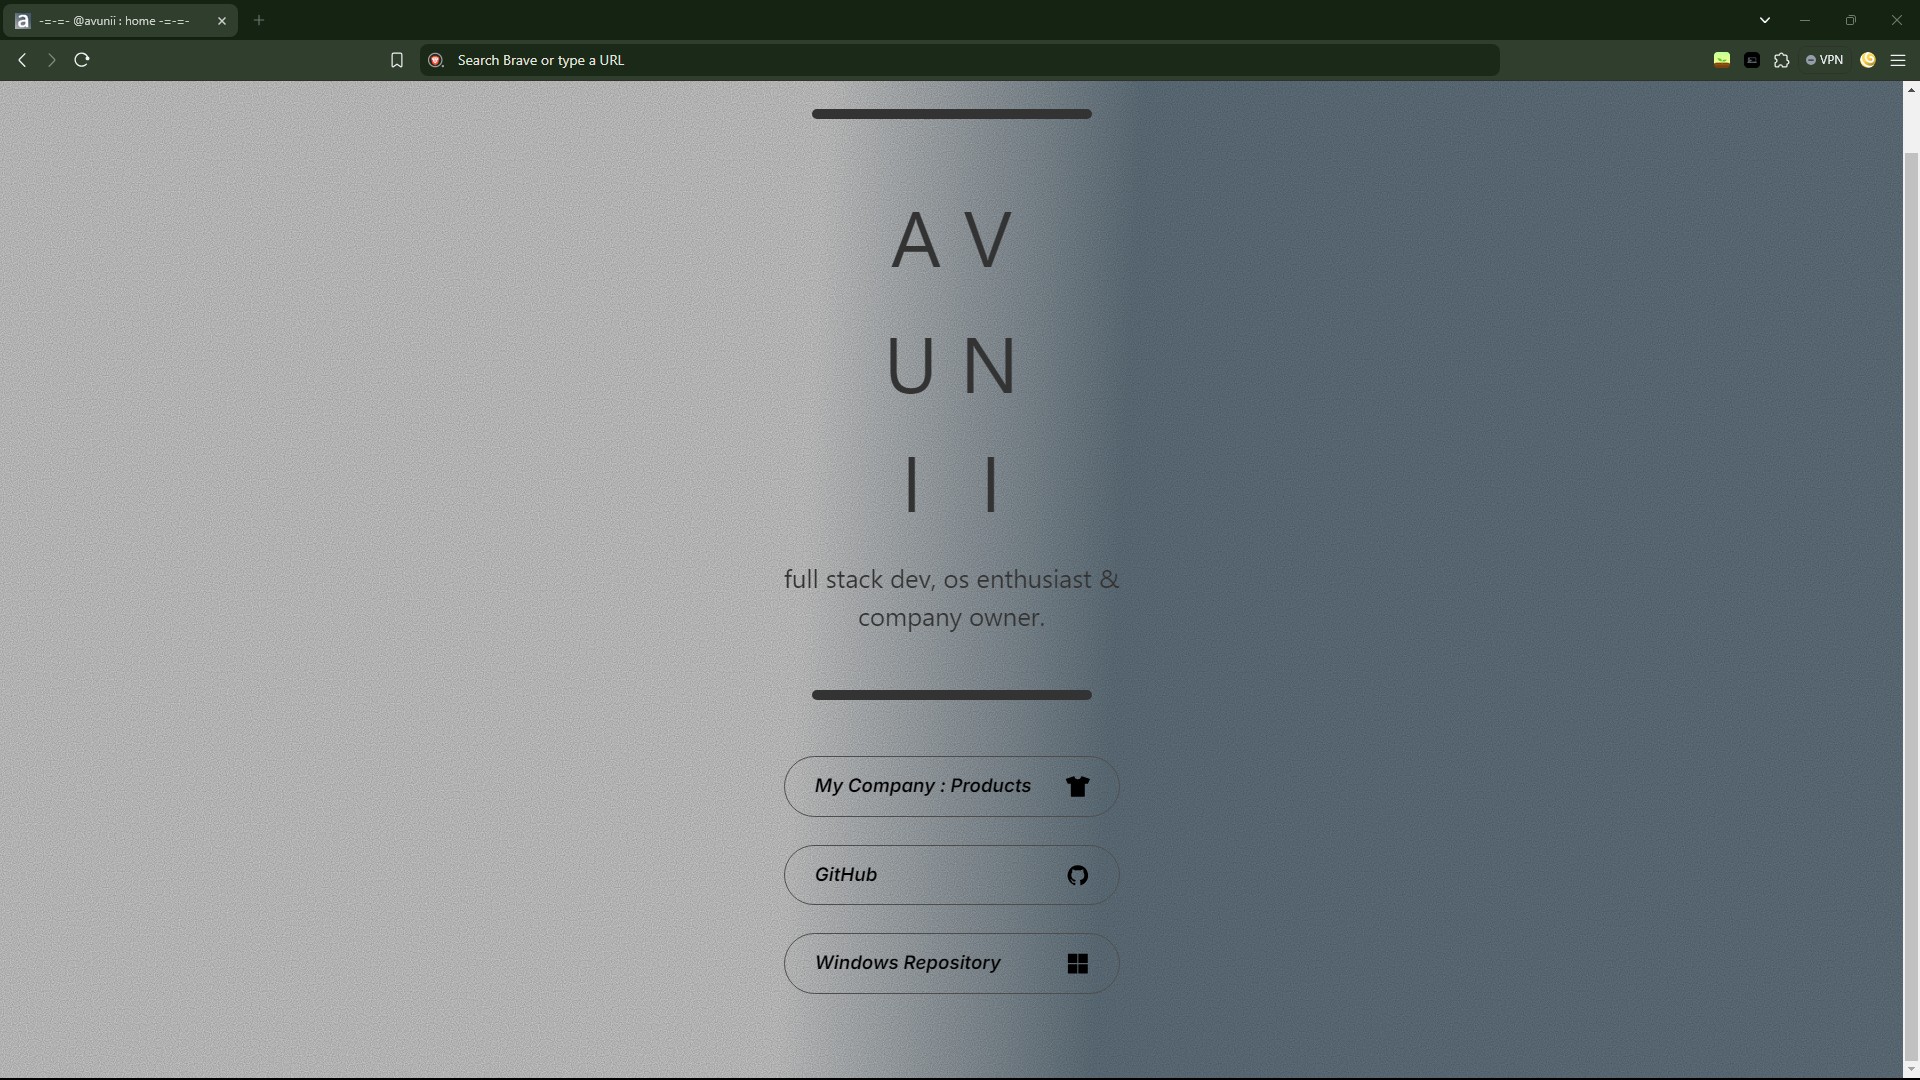 a -=-=- @avunii : home -=-=-
Search Brave or type a URL
VPN
A V
U N
I I
full stack dev, os enthusiast &
company owner.
My Company : Products
GitHub
Windows Repository